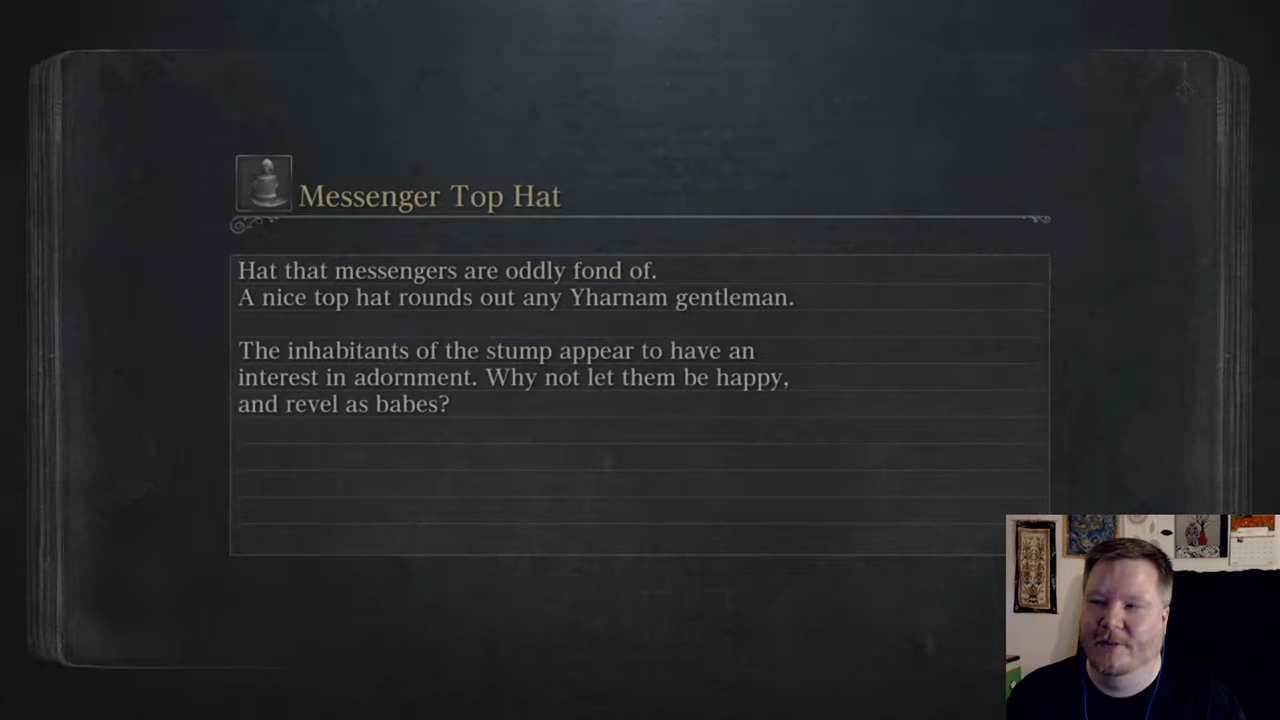 Messenger Top Hat
Hat that messengers are oddly fond of.
A nice top hat rounds out any Yharnam gentleman.
The inhabitants of the stump appear to have an
interest in adornment. Why not let them be happy,
and revel as babes?